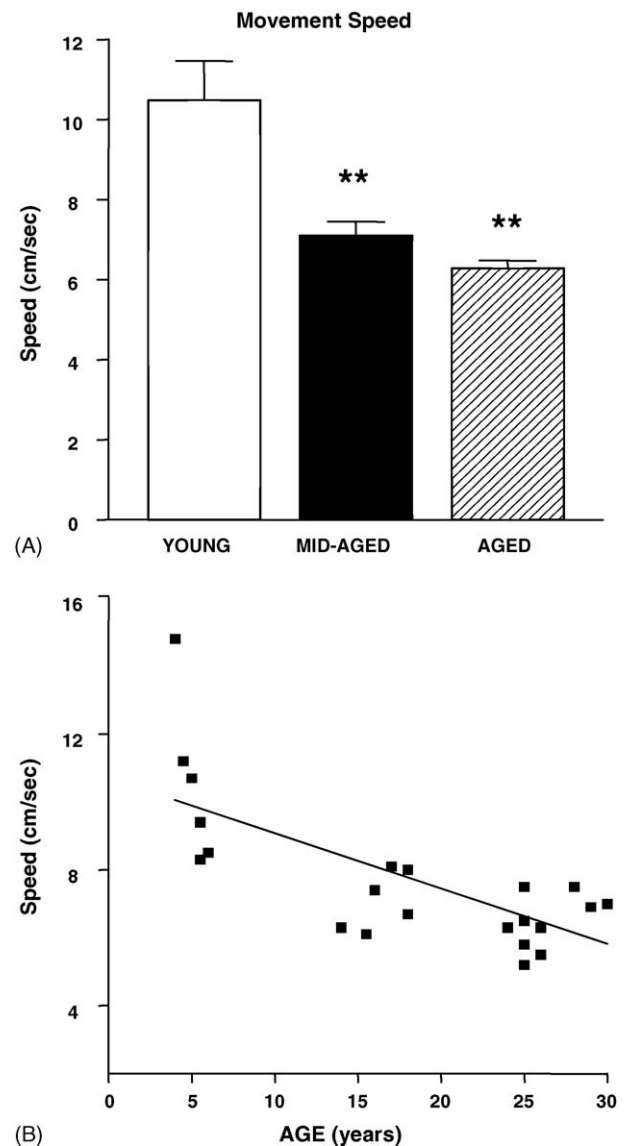 Movement Speed
12
10
8
6
4
2
0
Speed (cm/sec)
**
**
YOUNG MID-AGED AGED
(A)
16
12
8
4
Speed (cm/sec)
0 5 10 15 20 25 30
AGE (years)
(B)